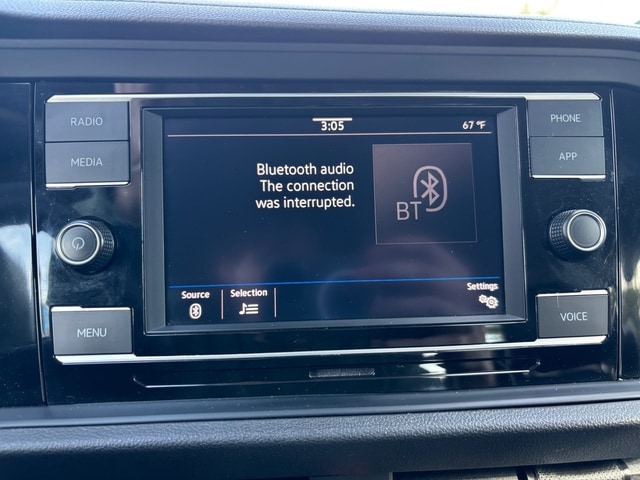 RADIO
MEDIA
MENU
3:05
67 °F
Bluetooth audio
The connection
was interrupted.
BT
Source
Selection
Settings
PHONE
APP
VOICE